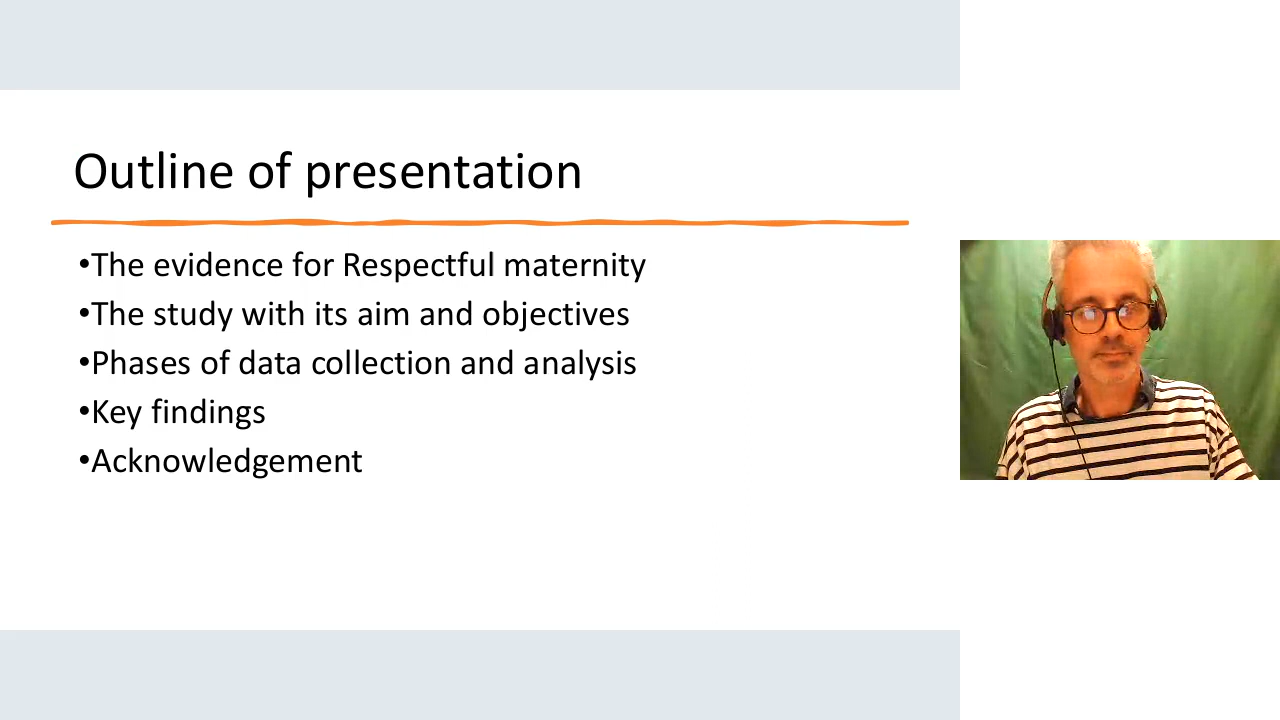 Outline of presentation
•The evidence for Respectful maternity
•The study with its aim and objectives
•Phases of data collection and analysis
•Key findings
•Acknowledgement